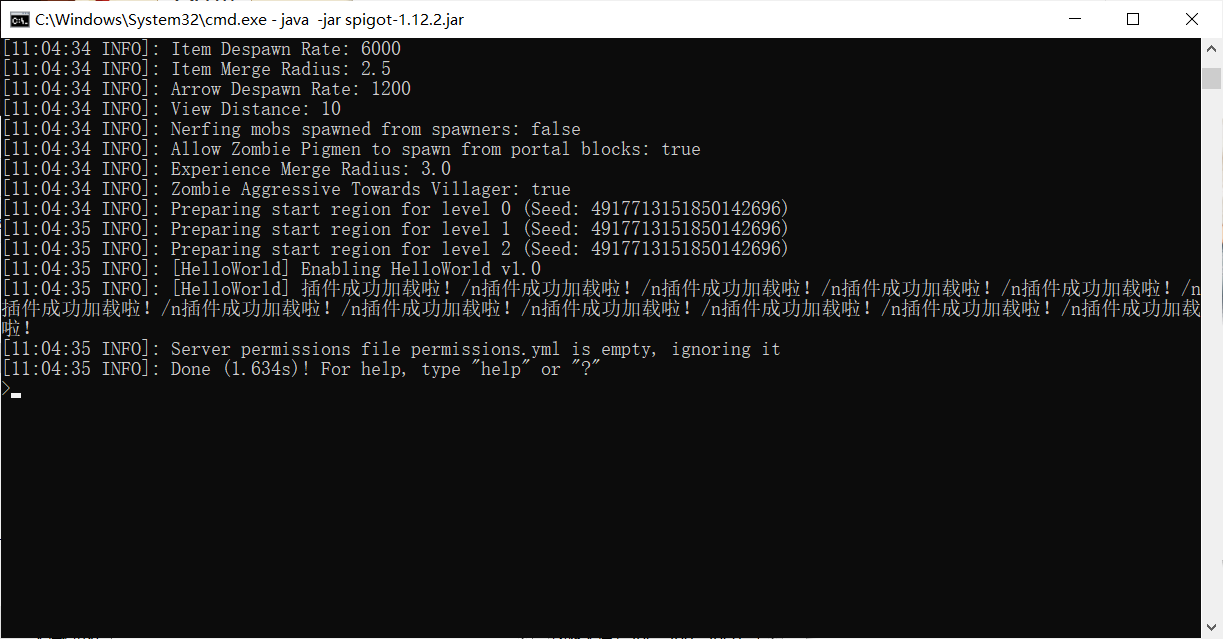 C:\Windows\System32\cmd.exe - java  -jar spigot-1.12.2.jar
[11:04:34 INFO]: Item Despawn Rate: 6000
[11:04:34 INFO]: Item Merge Radius: 2.5
[11:04:34 INFO]: Arrow Despawn Rate: 1200
[11:04:34 INFO]: View Distance: 10
[11:04:34 INFO]: Nerfing mobs spawned from spawners: false
[11:04:34 INFO]: Allow Zombie Pigmen to spawn from portal blocks: true
[11:04:34 INFO]: Experience Merge Radius: 3.0
[11:04:34 INFO]: Zombie Aggressive Towards Villager: true
[11:04:34 INFO]: Preparing start region for level 0 (Seed: 4917713151850142696)
[11:04:35 INFO]: Preparing start region for level 1 (Seed: 4917713151850142696)
[11:04:35 INFO]: Preparing start region for level 2 (Seed: 4917713151850142696)
[11:04:35 INFO]: [HelloWorld] Enabling HelloWorld v1.0
[11:04:35 INFO]: [HelloWorld] 插件成功加载啦！/n插件成功加载啦！/n插件成功加载啦！/n插件成功加载啦！/n插件成功加载啦！/n
插件成功加载啦！/n插件成功加载啦！/n插件成功加载啦！/n插件成功加载啦！/n插件成功加载啦！/n插件成功加载啦！/n插件成功加载
啦！
[11:04:35 INFO]: Server permissions file permissions.yml is empty, ignoring it
[11:04:35 INFO]: Done (1.634s)! For help, type "help" or "?"
>